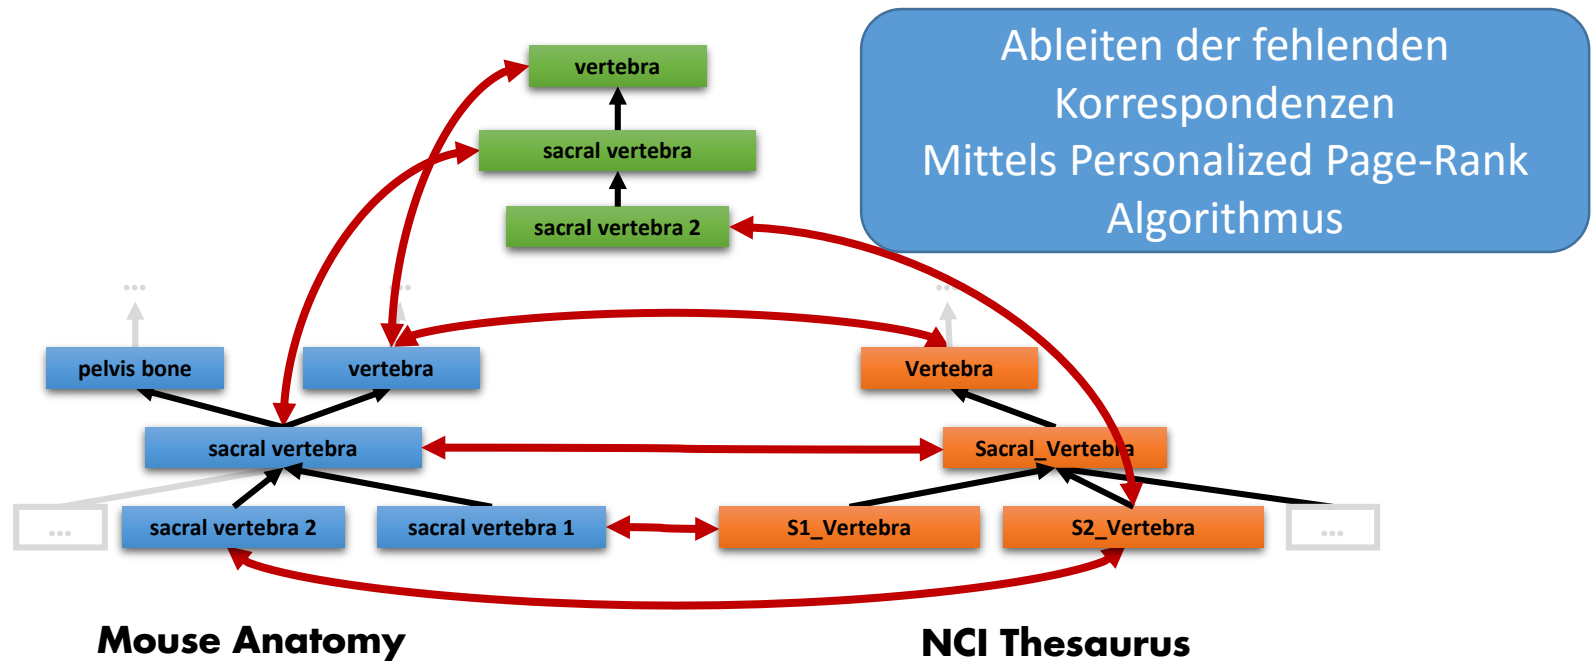 Ableiten der fehlenden
Korrespondenzen
Mittels Personalized Page-Rank
Algorithmus
vertebra
sacral vertebra
sacral vertebra 2
...
...
...
pelvis bone
vertebra
Vertebra
sacral vertebra
Sacral_Vertebra
...
sacral vertebra 2
sacral vertebra 1
S1_Vertebra
S2_Vertebra
...
Mouse Anatomy
NCI Thesaurus